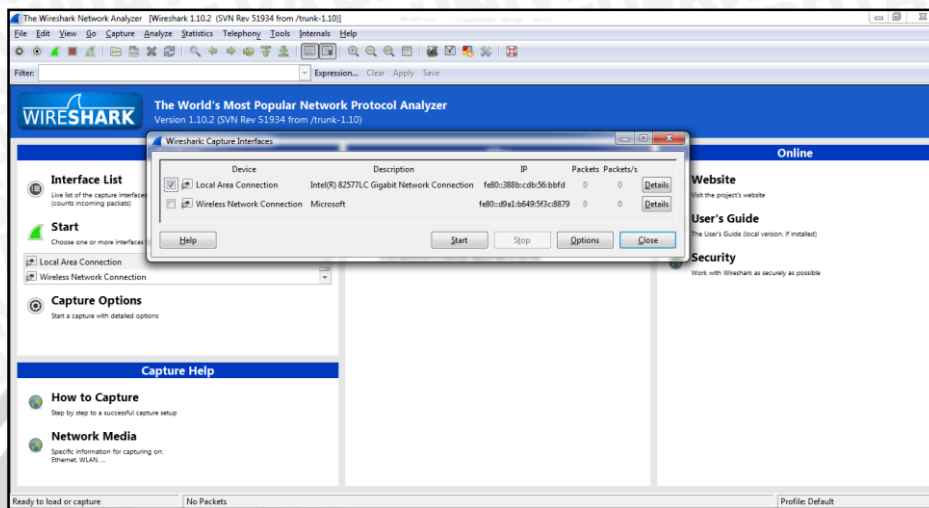 The Wireshark Network Analyzer [Wireshark 1.10.2 (SVN Rev 51934 from /trunk-1.10)]
File Edit View Go Capture Analyze Statistics Telephony Tools Internals Help
Filter: Expression... Clear Apply Save
WIRESHARK
The World's Most Popular Network Protocol Analyzer
Version 1.10.2 (SVN Rev 51934 from /trunk-1.10)
Wireshark: Capture Interfaces
Device Description IP Packets Packets/s
Local Area Connection Intel(R) 82577LC Gigabit Network Connection fe80::388b:cdb:56:bbfd 0 0 Details
Wireless Network Connection Microsoft fe80::d9a1:b649:5f3c:8879 0 0 Details
Help Start Stop Options Close
Interface List
Live list of the capture interfaces
(counts incoming packets)
Start
Choose one or more interfaces
Local Area Connection
Wireless Network Connection
Capture Options
Start a capture with detailed options
Capture Help
How to Capture
Step by step to a successful capture setup
Network Media
Specific information for capturing on:
Ethernet, WLAN, ...
Online
Website
Visit the project's website
User's Guide
The User's Guide (local version, if installed)
Security
Work with Wireshark as securely as possible
Ready to load or capture No Packets Profile: Default